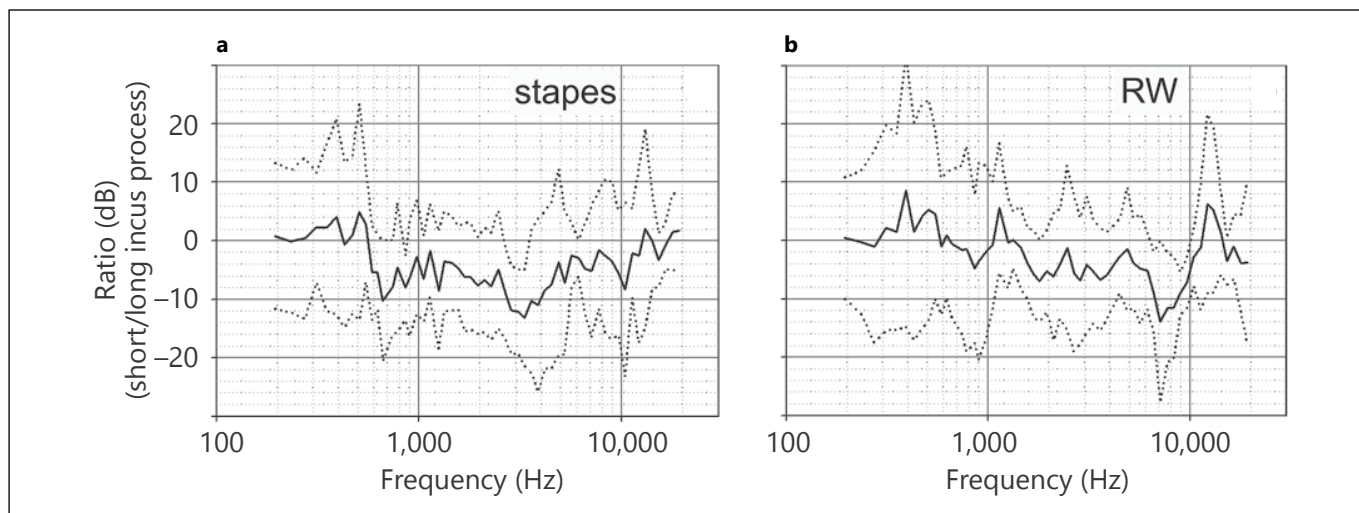 a
b
stapes
RW
Ratio (dB)
(short/long incus process)
20
10
0
–10
–20
100
1,000
10,000
100
1,000
10,000
Frequency (Hz)
Frequency (Hz)